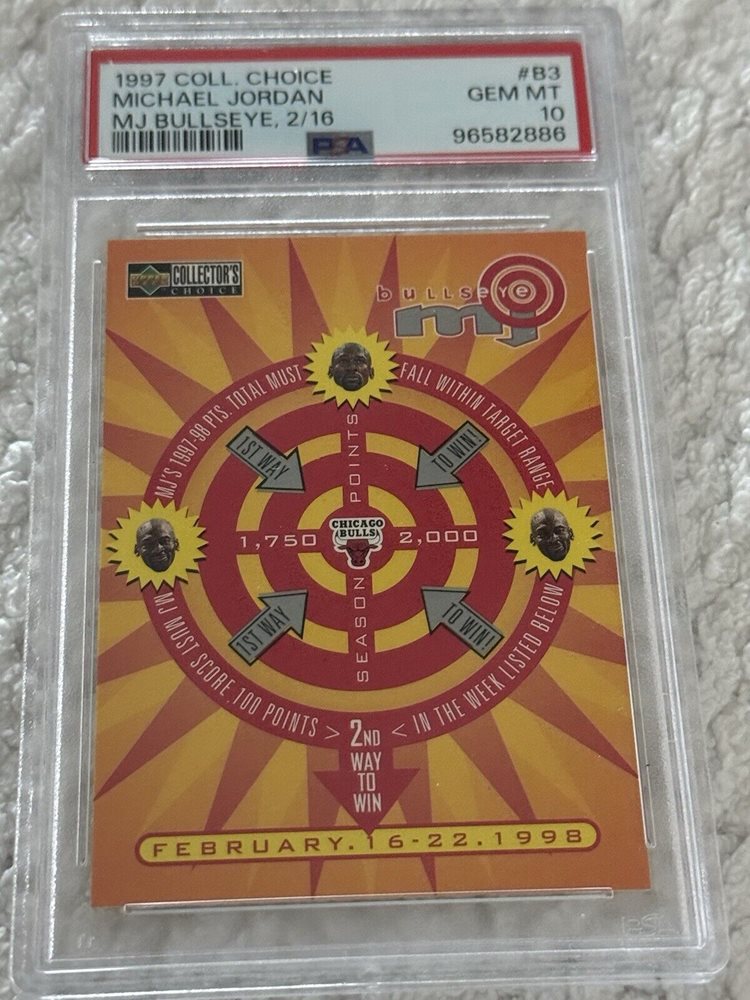 1997 COLL. CHOICE #B3
MICHAEL JORDAN GEM MT
MJ BULLSEYE, 2/16 10
PSA 96582886
COLLECTOR'S
CHOICE
bullseye
mj
MJ'S 1997-98 PTS. TOTAL MUST FALL WITHIN TARGET RANGE
1ST WAY TO WIN!
POINTS
1,750 CHICAGO BULLS 2,000
SEASON
1ST WAY TO WIN!
MJ MUST SCORE 100 POINTS > < IN THE WEEK LISTED BELOW
2ND
WAY
TO
WIN
FEBRUARY.16-22.1998